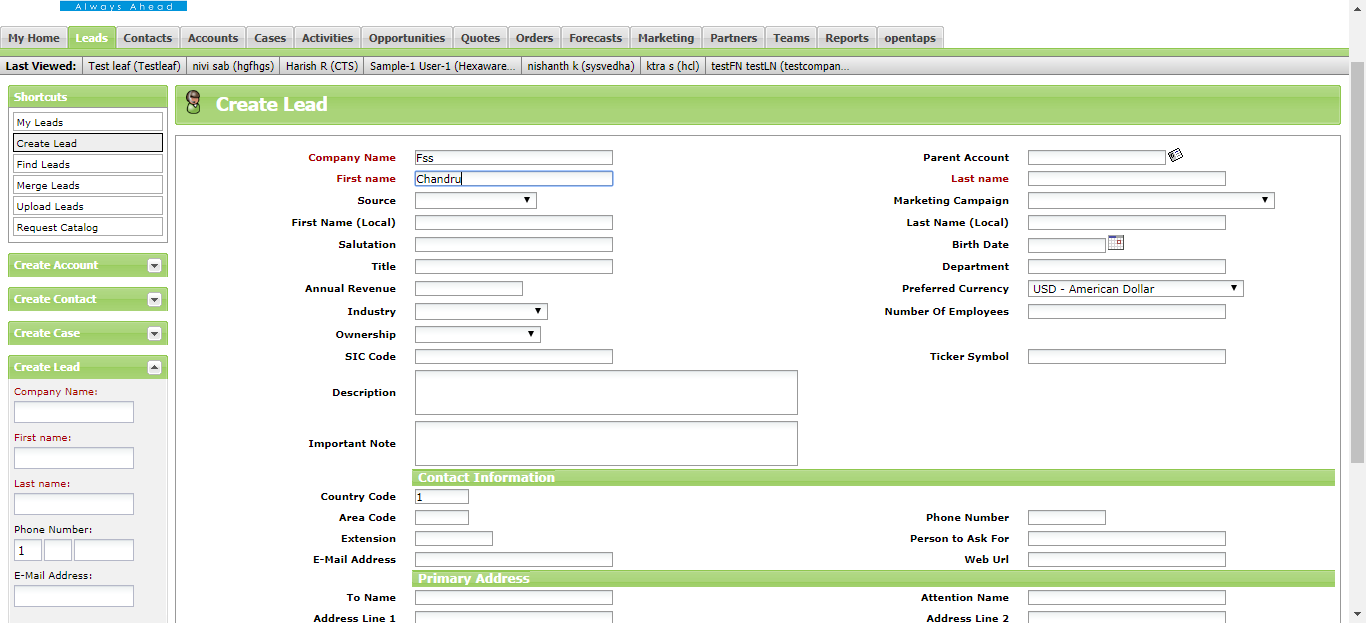 Always Ahead
My Home Leads Contacts Accounts Cases Activities Opportunities Quotes Orders Forecasts Marketing Partners Teams Reports opentaps
Last Viewed: Test leaf (Testleaf) nivi sab (hgfhgs) Harish R (CTS) Sample-1 User-1 (Hexaware... nishanth k (sysvedha) ktra s (hcl) testFN testLN (testcompan...
Shortcuts
My Leads
Create Lead
Find Leads
Merge Leads
Upload Leads
Request Catalog
Create Account
Create Contact
Create Case
Create Lead
Company Name:
First name:
Last name:
Phone Number:
1
E-Mail Address:
Create Lead
Company Name Fss Parent Account
First name Chandru Last name
Source Marketing Campaign
First Name (Local) Last Name (Local)
Salutation Birth Date
Title Department
Annual Revenue Preferred Currency USD - American Dollar
Industry Number Of Employees
Ownership
SIC Code Ticker Symbol
Description
Important Note
Contact Information
Country Code 1
Area Code Phone Number
Extension Person to Ask For
E-Mail Address Web Url
Primary Address
To Name Attention Name
Address Line 1 Address Line 2